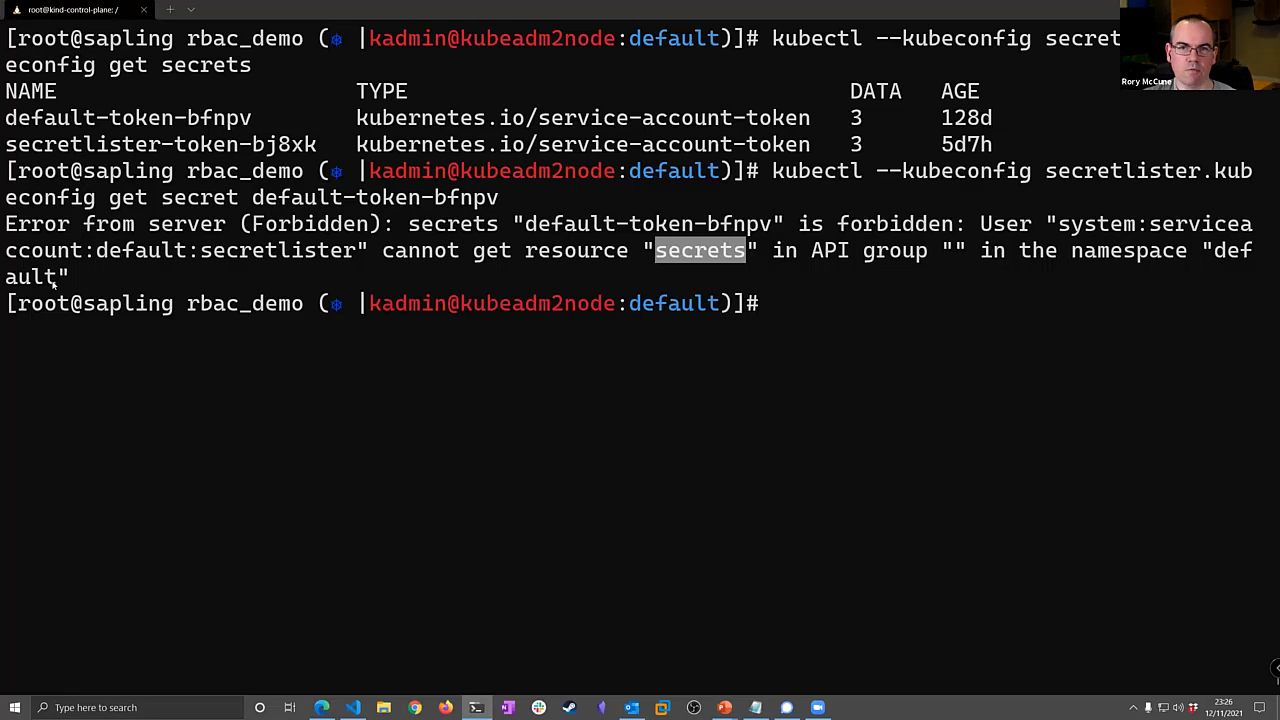 root@kind-control-plane: /
[root@sapling rbac_demo (⎈ |kadmin@kubeadm2node:default)]# kubectl --kubeconfig secret
econfig get secrets
NAME TYPE DATA AGE
default-token-bfnpv kubernetes.io/service-account-token 3 128d
secretlister-token-bj8xk kubernetes.io/service-account-token 3 5d7h
[root@sapling rbac_demo (⎈ |kadmin@kubeadm2node:default)]# kubectl --kubeconfig secretlister.kub
econfig get secret default-token-bfnpv
Error from server (Forbidden): secrets "default-token-bfnpv" is forbidden: User "system:servicea
ccount:default:secretlister" cannot get resource "secrets" in API group "" in the namespace "def
ault"
[root@sapling rbac_demo (⎈ |kadmin@kubeadm2node:default)]#
Rory McCune
Type here to search
23:26
12/11/2021